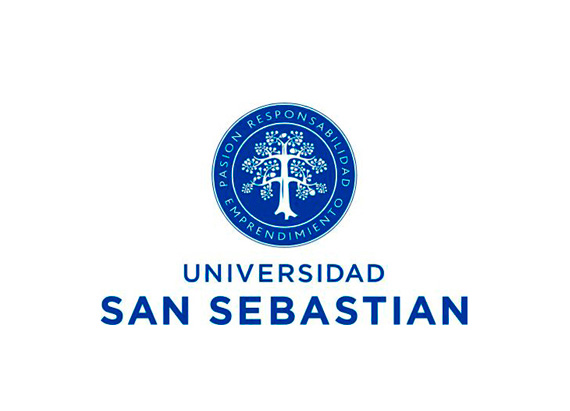 PASION RESPONSABILIDAD
EMPRENDIMIENTO
UNIVERSIDAD
SAN SEBASTIAN